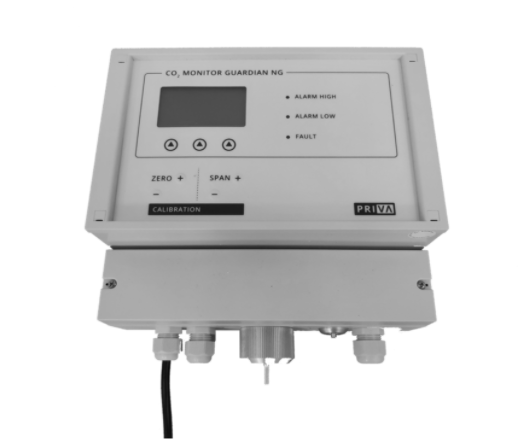 CO₂ MONITOR GUARDIAN NG
ALARM HIGH
ALARM LOW
FAULT
ZERO + SPAN +
− −
CALIBRATION
PRIVA